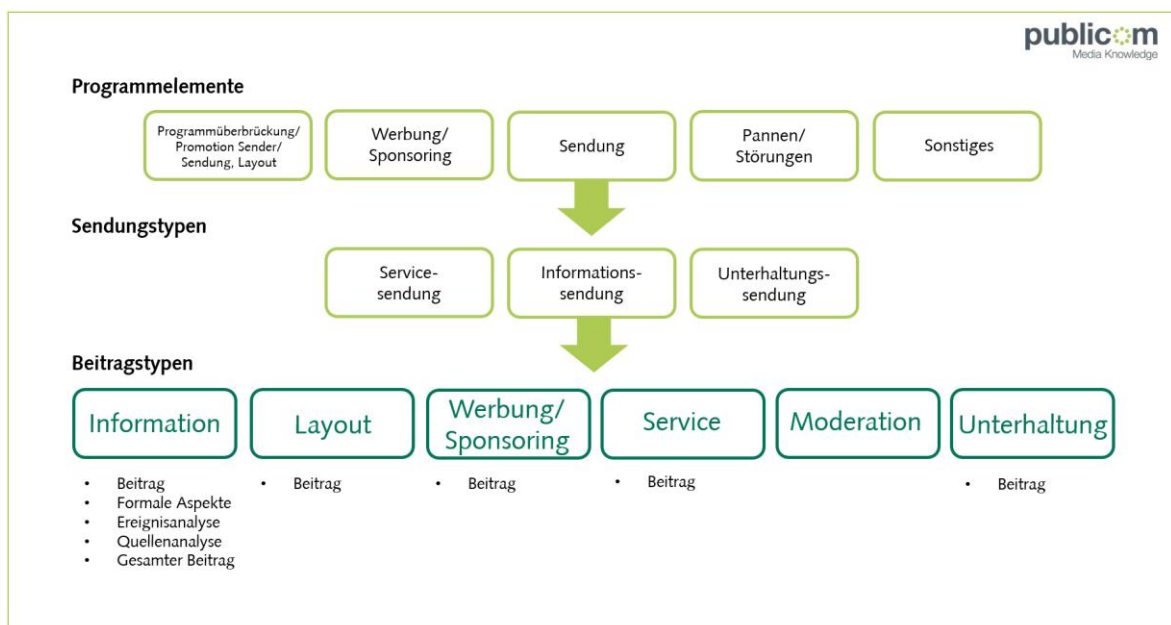 publicom
Media Knowledge
Programmelemente
Programmüberbrückung/
Promotion Sender/
Sendung, Layout
Werbung/
Sponsoring
Sendung
Pannen/
Störungen
Sonstiges
Sendungstypen
Service-
sendung
Informations-
sendung
Unterhaltungs-
sendung
Beitragstypen
Information
Layout
Werbung/
Sponsoring
Service
Moderation
Unterhaltung
• Beitrag
• Formale Aspekte
• Ereignisanalyse
• Quellenanalyse
• Gesamter Beitrag
• Beitrag
• Beitrag
• Beitrag
• Beitrag